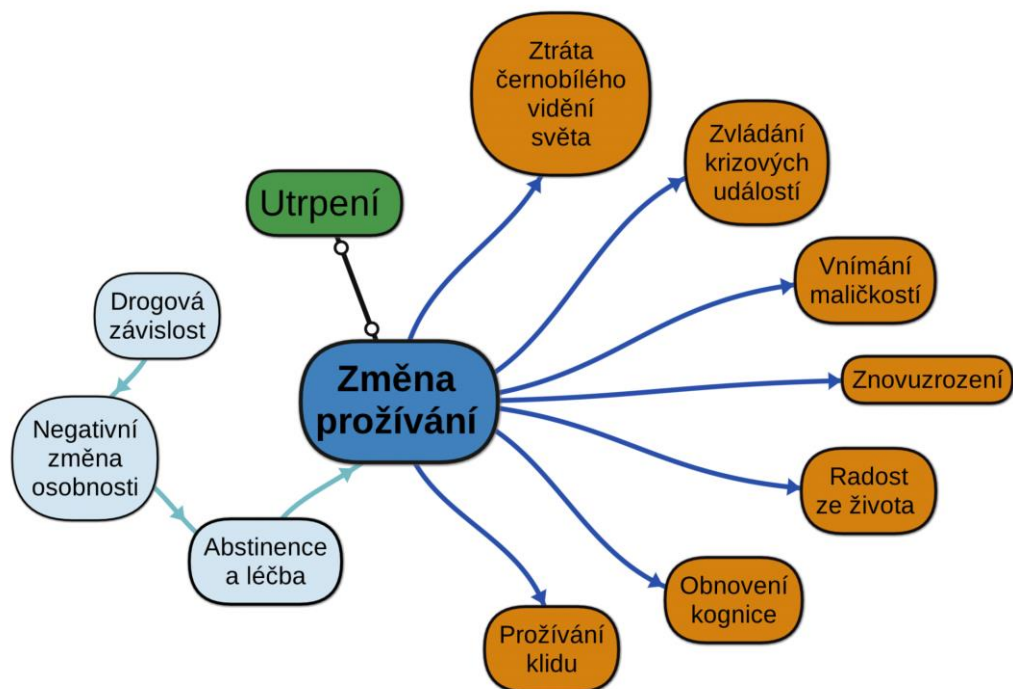 Ztráta
černobílého
vidění
světa
Zvládání
krizových
událostí
Utrpení
Vnímání
maličkostí
Drogová
závislost
Změna
prožívání
Znovuzrození
Negativní
změna
osobnosti
Radost
ze života
Abstinence
a léčba
Obnovení
kognice
Prožívání
klidu